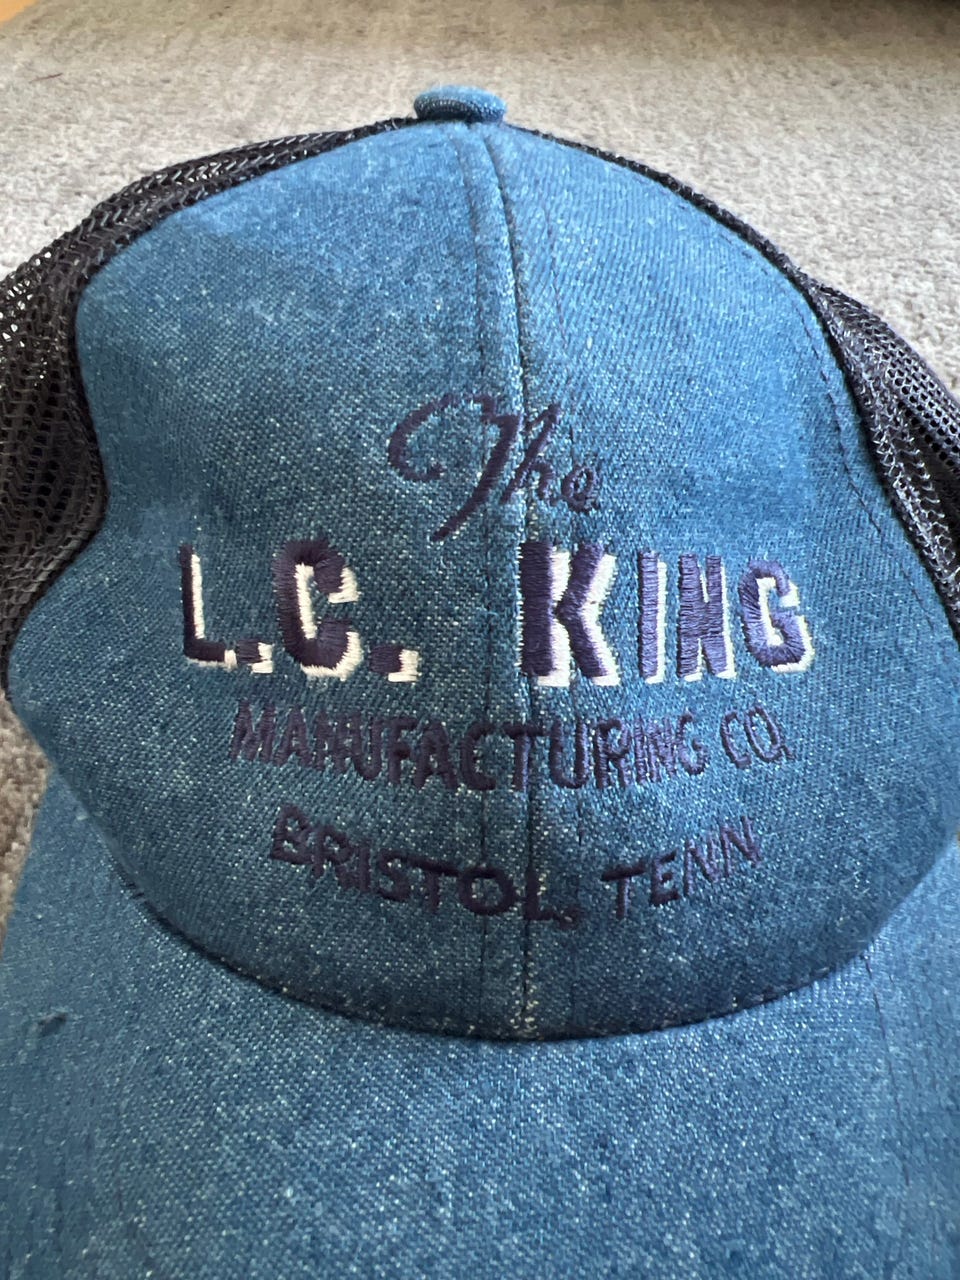 The
L.C. KING
MANUFACTURING CO.
BRISTOL, TENN